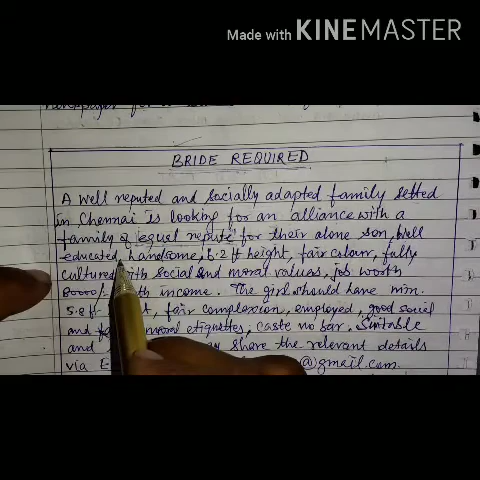 Made with KINEMASTER
BRIDE REQUIRED
A well reputed and socially adapted family settled
in Chennai is looking for an alliance with a
family of equal repute for their alone son, Well
educated, handsome, 6.2 ft height, fair colour, fully
cultured with social and moral values, job worth
80000/- income. The girl should have min.
5.8 ft fair complexion, employed, good social
and moral etiquettes, caste no bar, Suitable
and share the relevant details
via @gmail.com.